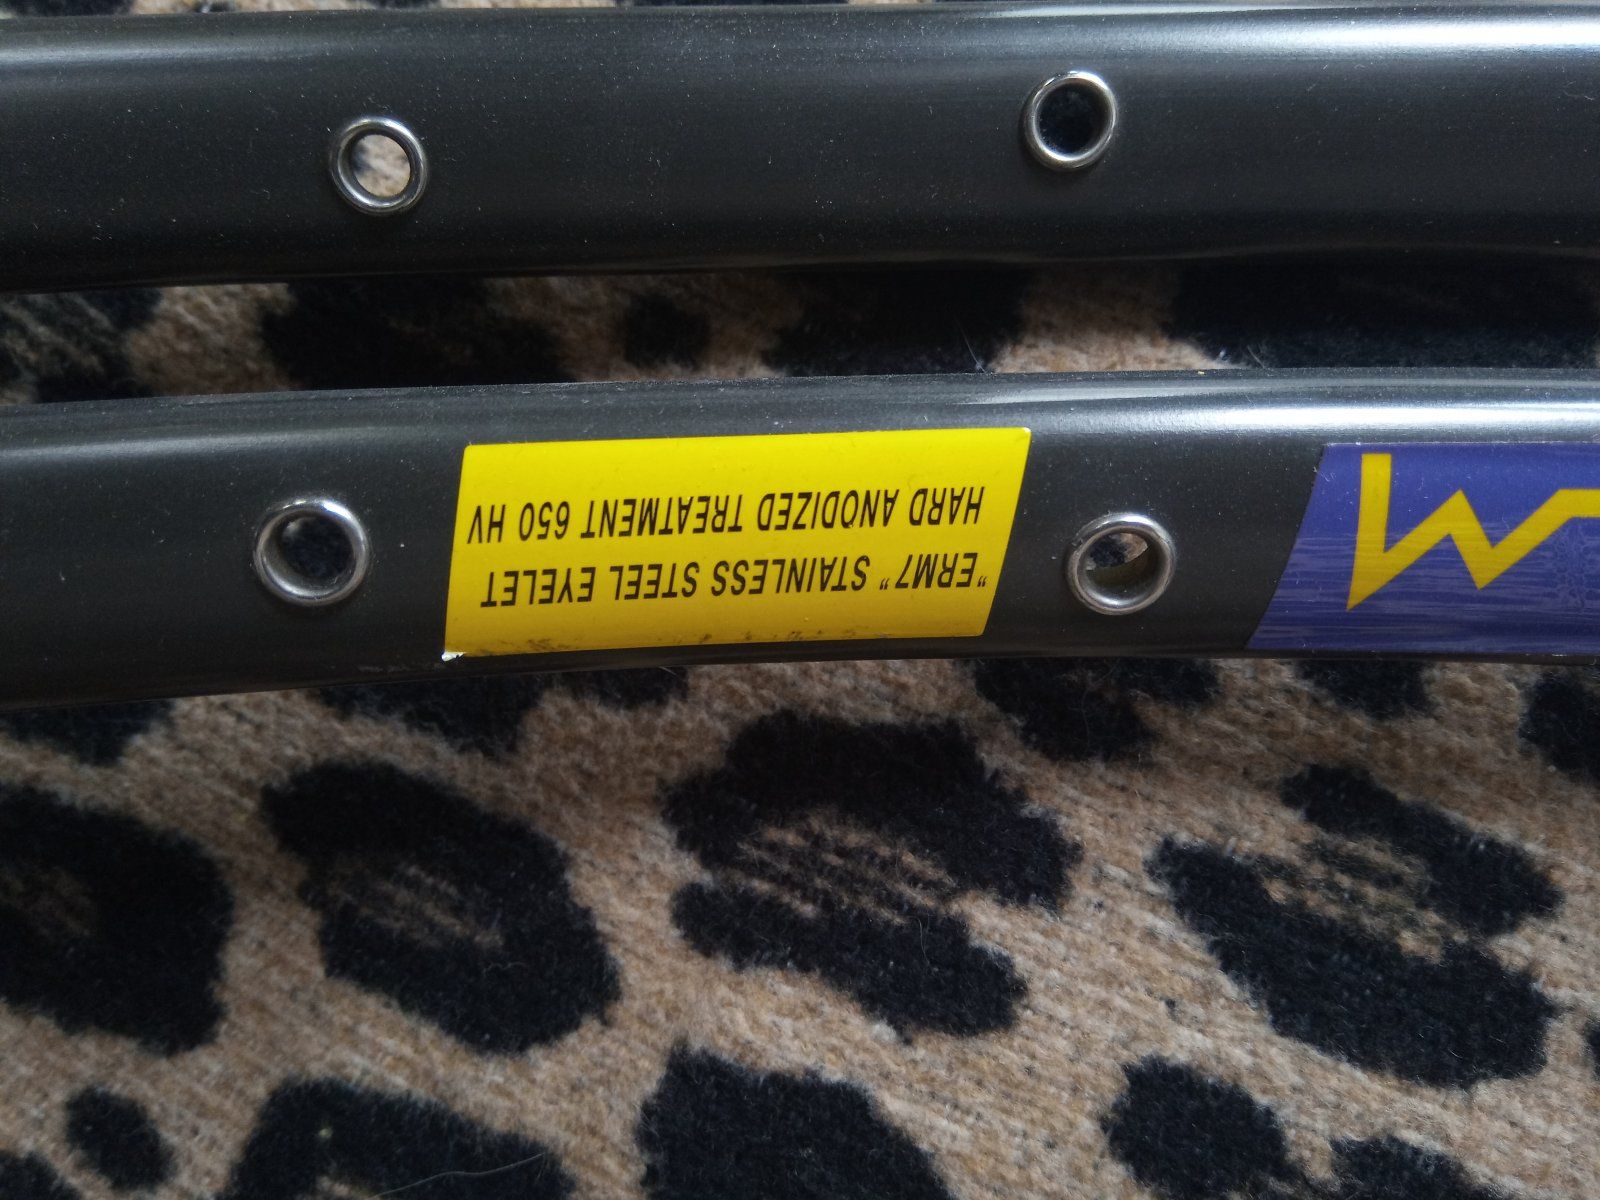 "ERM7" STAINLESS STEEL EYELET
HARD ANODIZED TREATMENT 650 HV